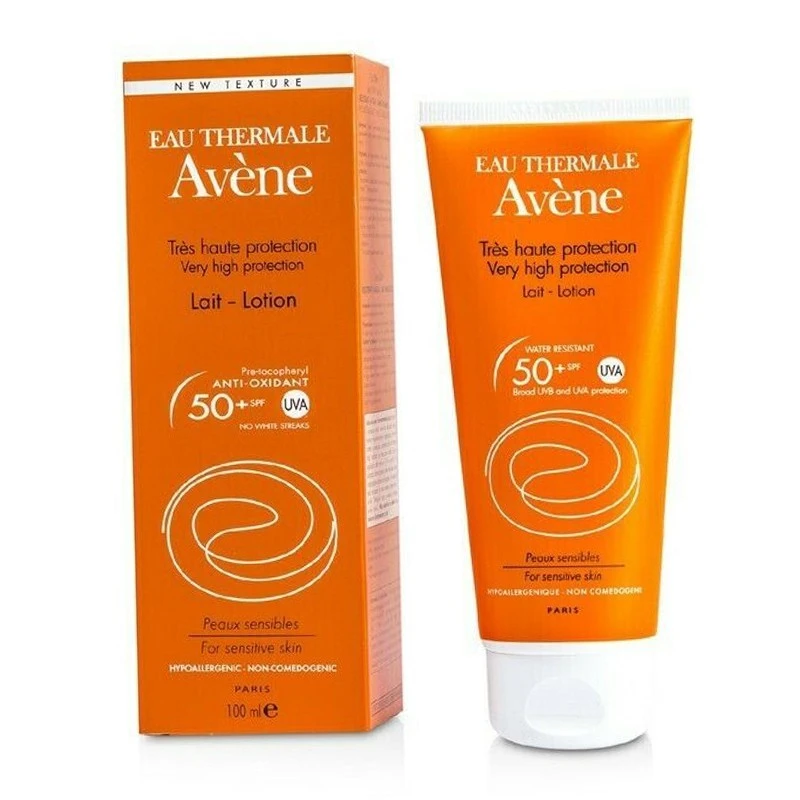 NEW TEXTURE
EAU THERMALE
Avène
Très haute protection
Very high protection
Lait - Lotion
Pre-tocopheryl
ANTI-OXIDANT
50+ SPF UVA
NO WHITE STREAKS
Peaux sensibles
For sensitive skin
HYPOALLERGENIC - NON-COMEDOGENIC
PARIS
100 ml e
EAU THERMALE
Avène
Très haute protection
Very high protection
Lait - Lotion
WATER RESISTANT
50+ SPF UVA
Broad UVB and UVA protection
Peaux sensibles
For sensitive skin
HYPOALLERGENIQUE - NON COMEDOGENE
PARIS